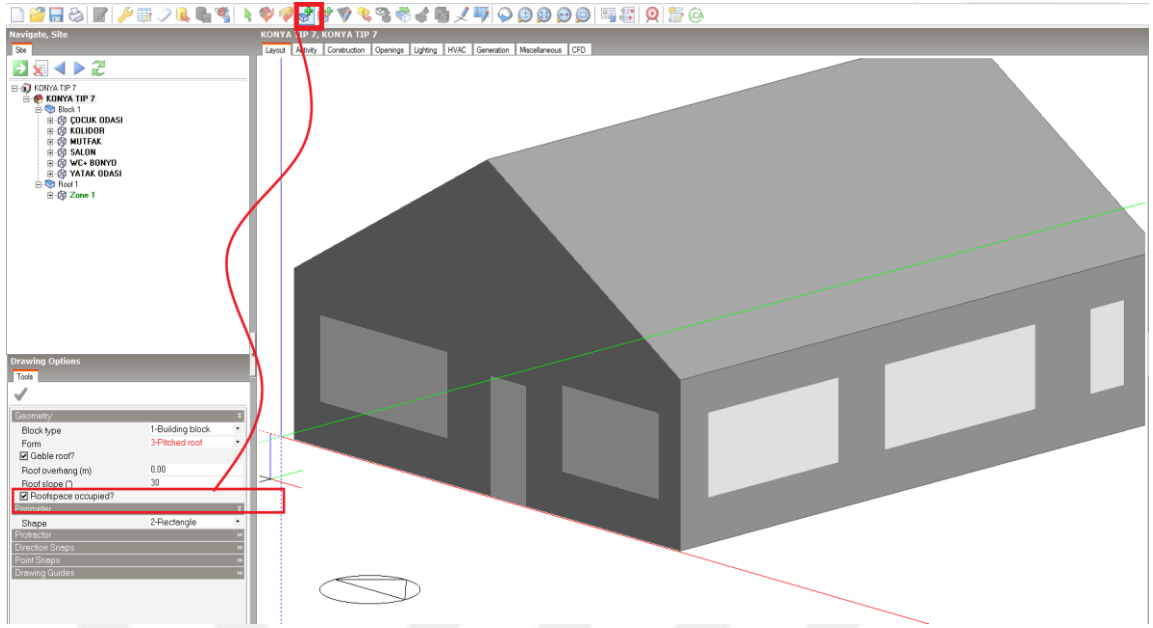 Navigate, Site
Site
KONYA TIP 7
KONYA TIP 7
Block 1
ÇOCUK ODASI
KOLIDOR
MUTFAK
SALON
WC+ BONYO
YATAK ODASI
Roof 1
Zone 1
KONYA TIP 7, KONYA TIP 7
Layout Activity Construction Openings Lighting HVAC Generation Miscellaneous CFD
Drawing Options
Tools
Geometry
Block type 1-Building block
Form 3-Pitched roof
Gable roof?
Roof overhang (m) 0,00
Roof slope (°) 30
Roofspace occupied?
Perimeter
Shape 2-Rectangle
Protractor
Direction Snaps
Point Snaps
Drawing Guides